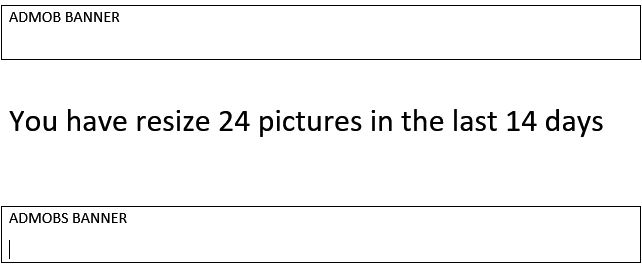 ADMOB BANNER
You have resize 24 pictures in the last 14 days
ADMOBS BANNER